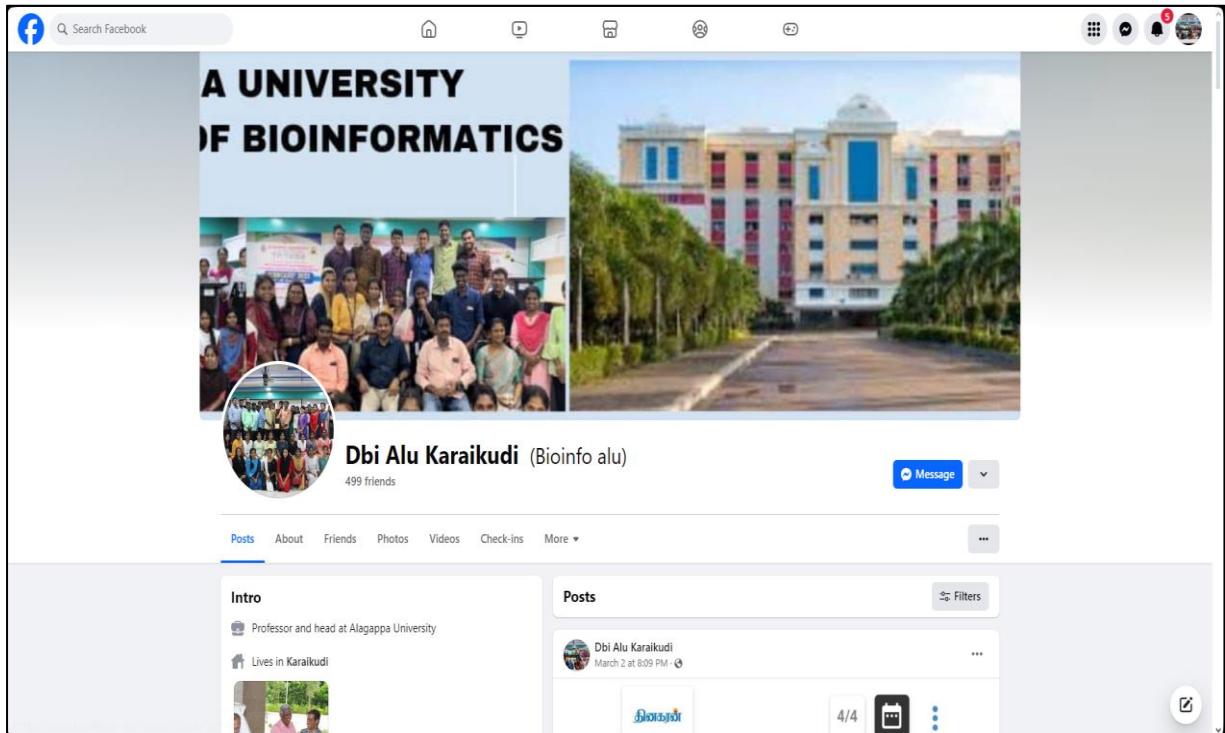 Search Facebook
5
A UNIVERSITY
OF BIOINFORMATICS
Dbi Alu Karaikudi (Bioinfo alu)
499 friends
Message
Posts About Friends Photos Videos Check-ins More
Intro
Professor and head at Alagappa University
Lives in Karaikudi
Posts
Filters
Dbi Alu Karaikudi
March 2 at 8:09 PM ·
தினகரன்
4/4